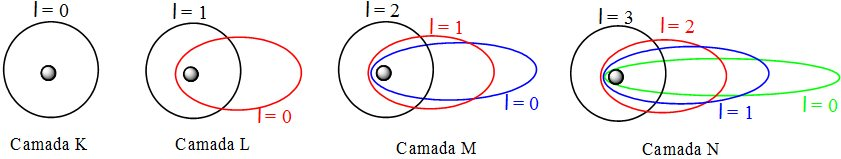 l = 0
Camada K
l = 1
l = 0
Camada L
l = 2
l = 1
l = 0
Camada M
l = 3
l = 2
l = 1
l = 0
Camada N